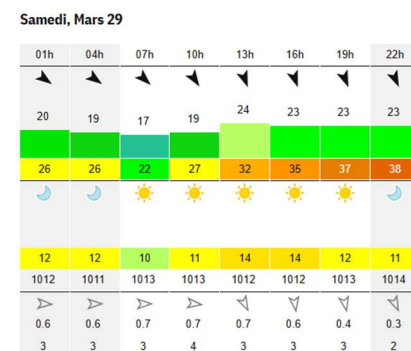 Samedi, Mars 29
01h 04h 07h 10h 13h 16h 19h 22h
20 19 17 19 24 23 23 23
26 26 22 27 32 35 37 38
12 12 10 11 14 14 12 11
1012 1011 1013 1013 1012 1012 1013 1014
0.6 0.6 0.7 0.7 0.7 0.6 0.4 0.3
3 3 3 4 3 3 3 2